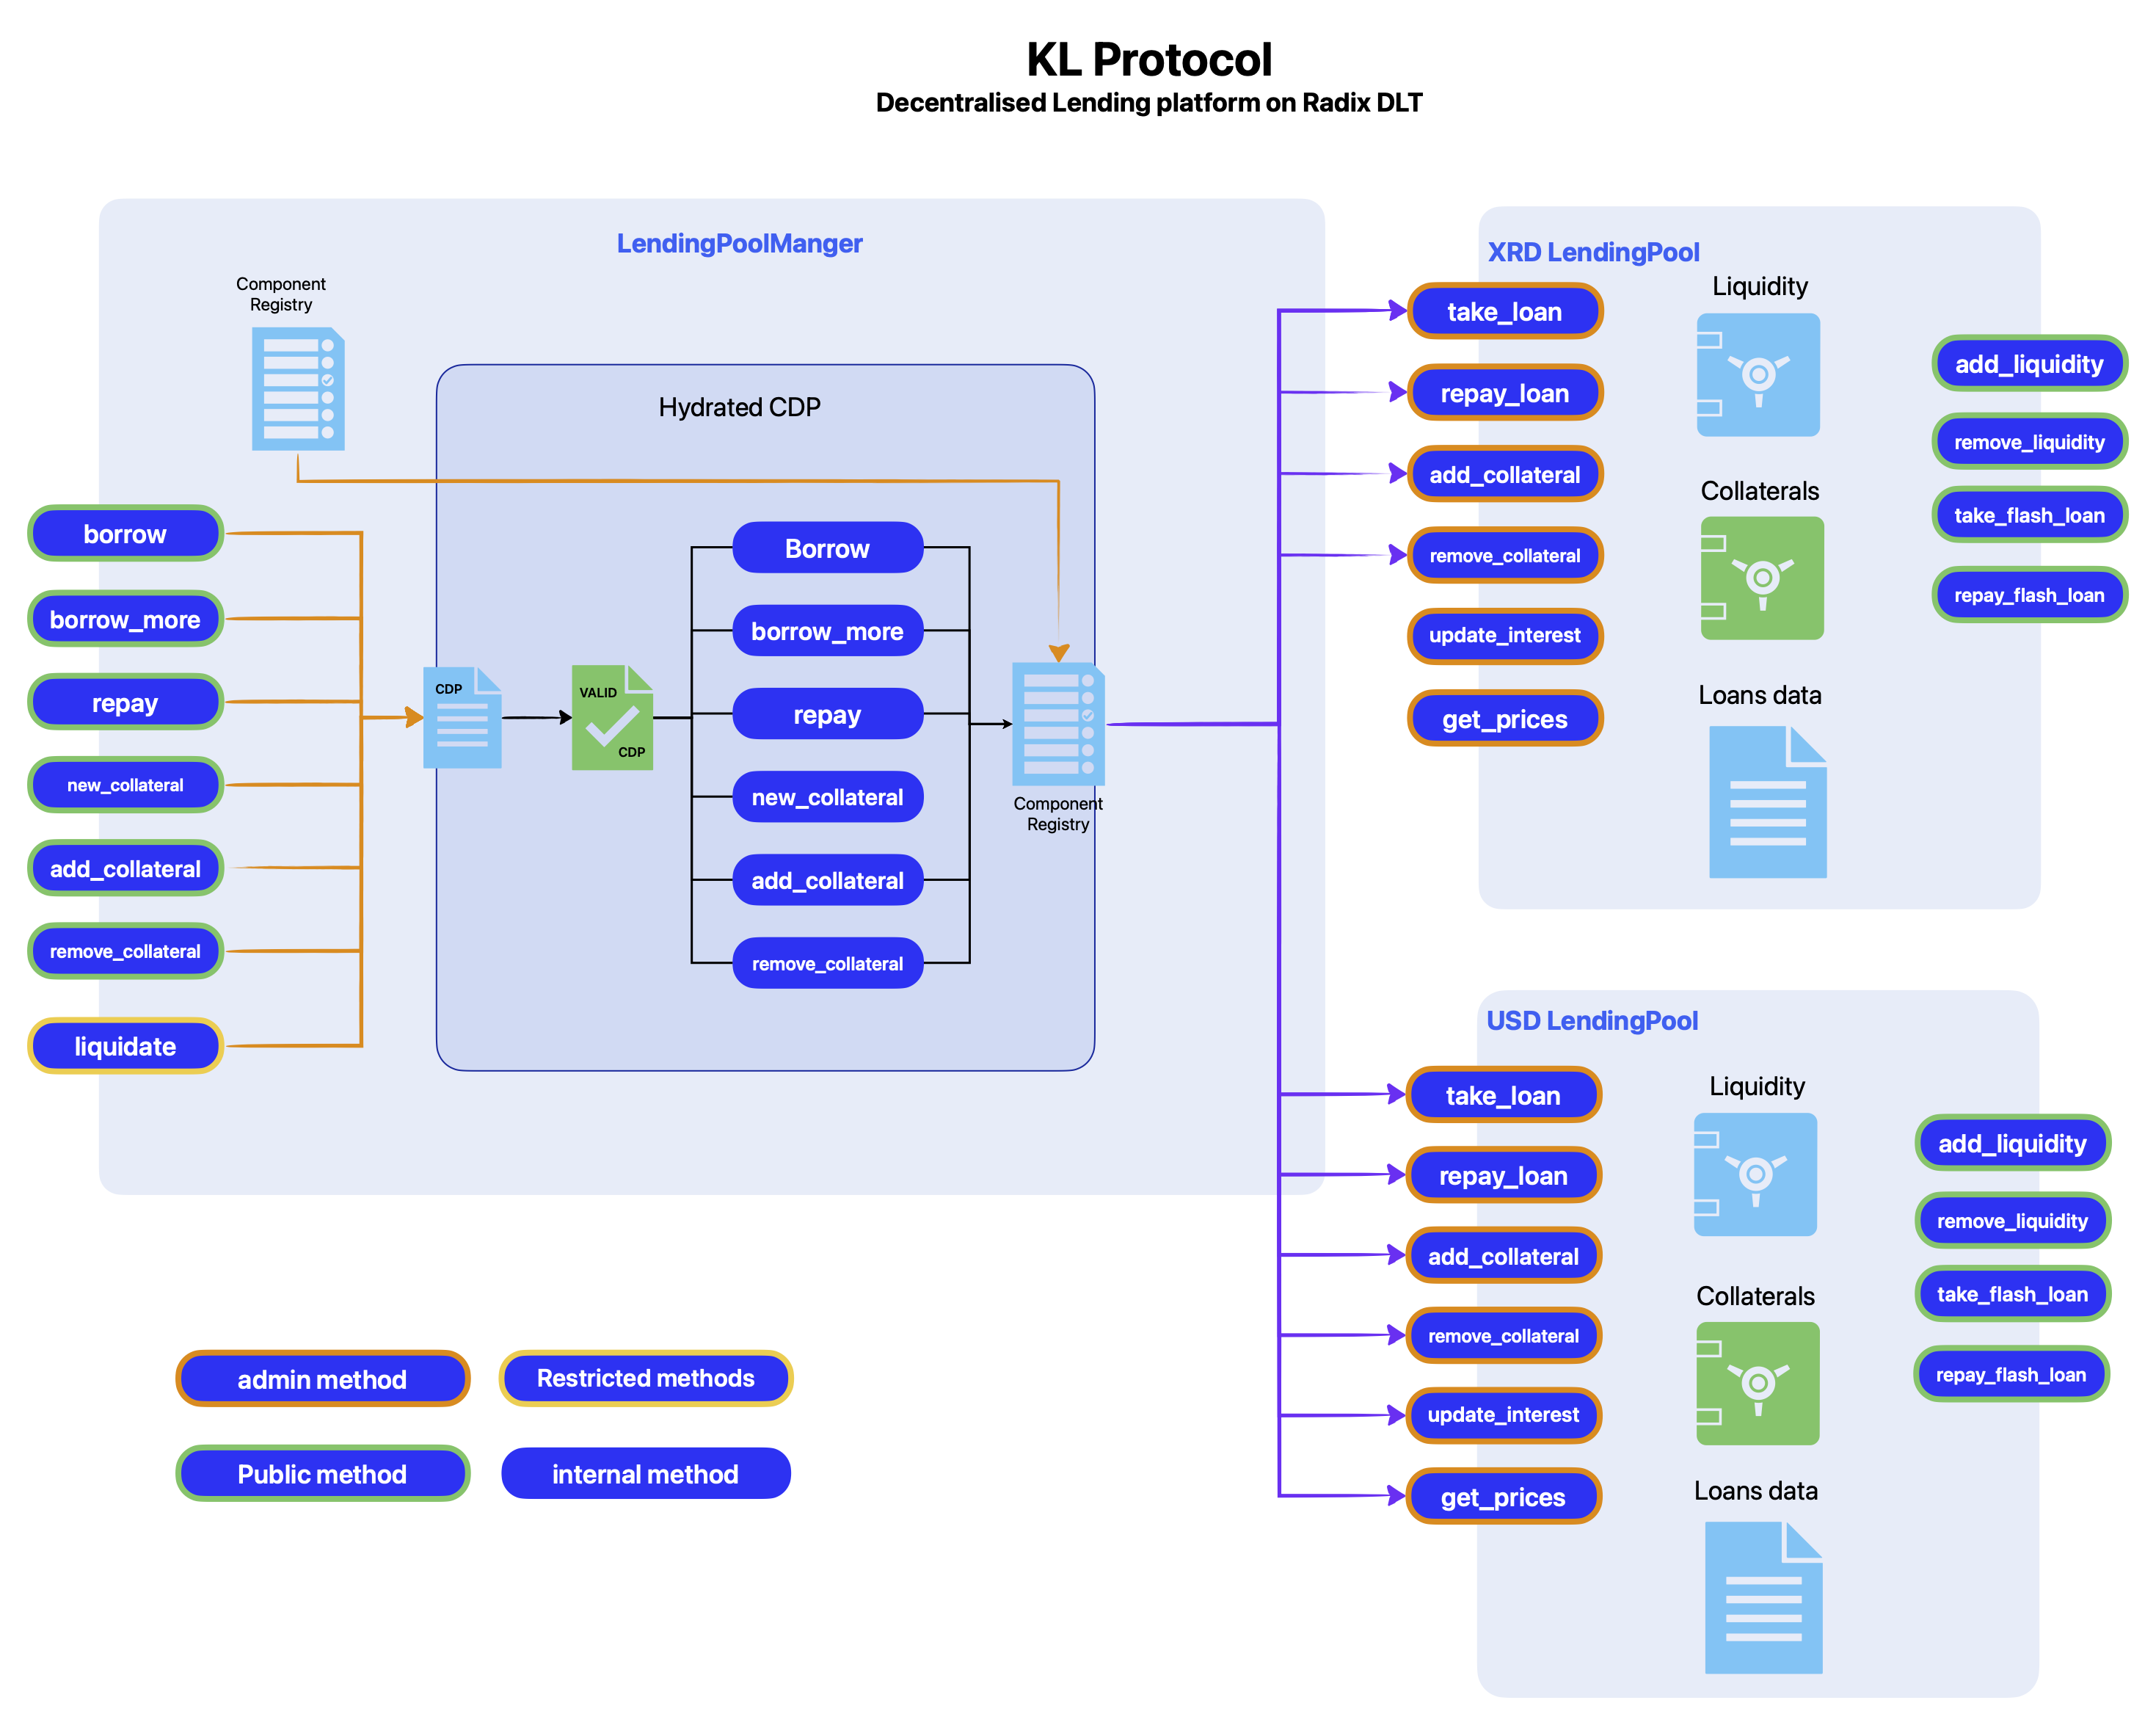 KL Protocol
Decentralised Lending platform on Radix DLT
LendingPoolManger
Component
Registry
Hydrated CDP
borrow
borrow_more
repay
new_collateral
add_collateral
remove_collateral
liquidate
CDP
VALID
CDP
Borrow
borrow_more
repay
new_collateral
add_collateral
remove_collateral
Component
Registry
XRD LendingPool
take_loan
repay_loan
add_collateral
remove_collateral
update_interest
get_prices
Liquidity
Collaterals
Loans data
add_liquidity
remove_liquidity
take_flash_loan
repay_flash_loan
USD LendingPool
take_loan
repay_loan
add_collateral
remove_collateral
update_interest
get_prices
Liquidity
Collaterals
Loans data
add_liquidity
remove_liquidity
take_flash_loan
repay_flash_loan
admin method
Restricted methods
Public method
internal method